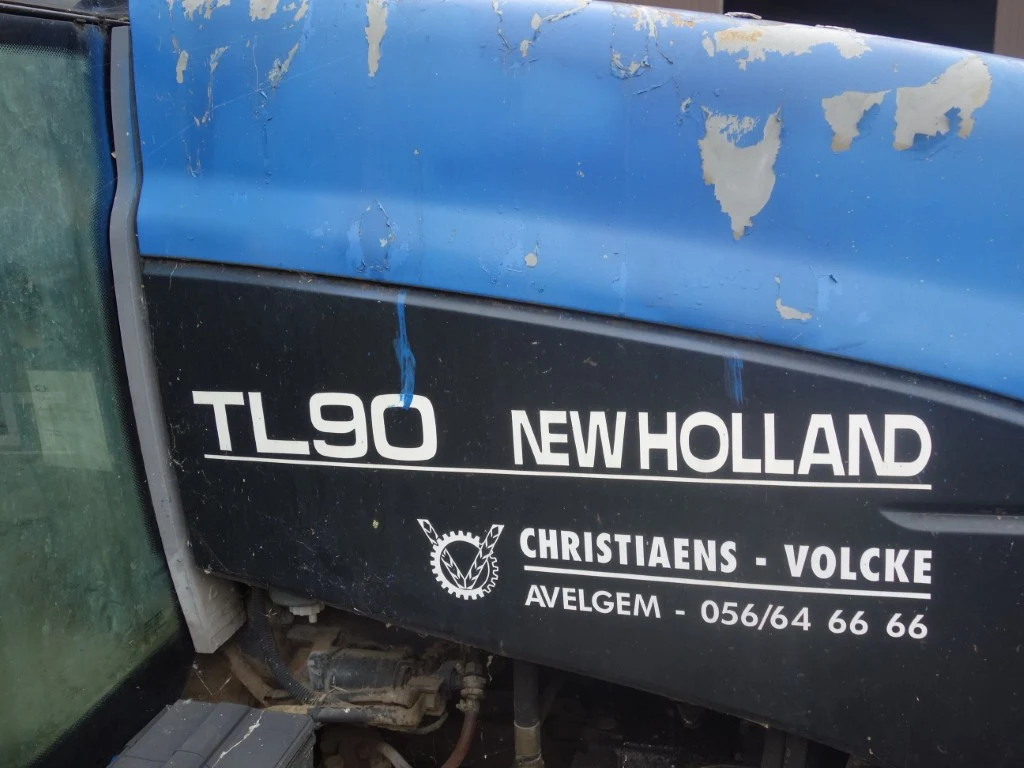 TL90 NEW HOLLAND
CHRISTIAENS - VOLCKE
AVELGEM - 056/64 66 66